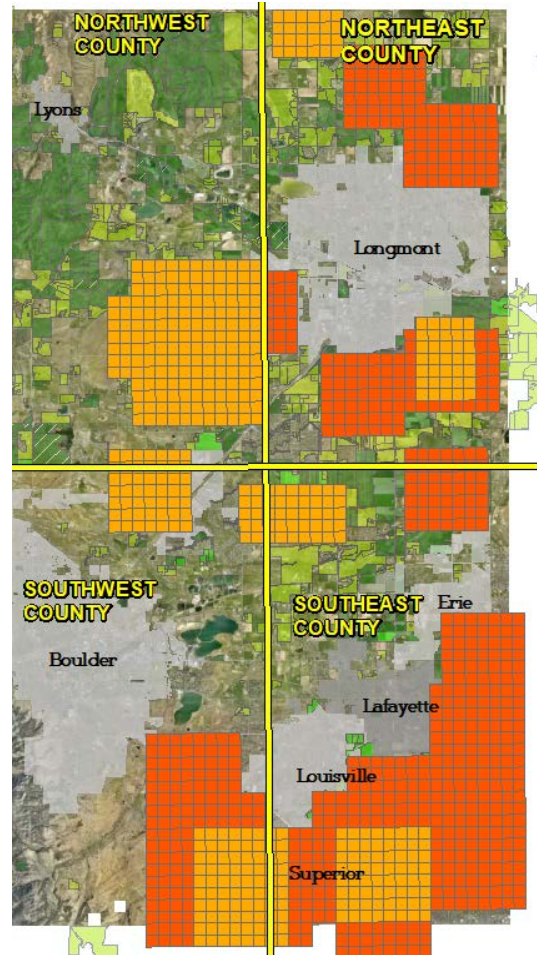 NORTHWEST
COUNTY
NORTHEAST
COUNTY
Lyons
Longmont
SOUTHWEST
COUNTY
SOUTHEAST
COUNTY
Erie
Boulder
Lafayette
Louisville
Superior